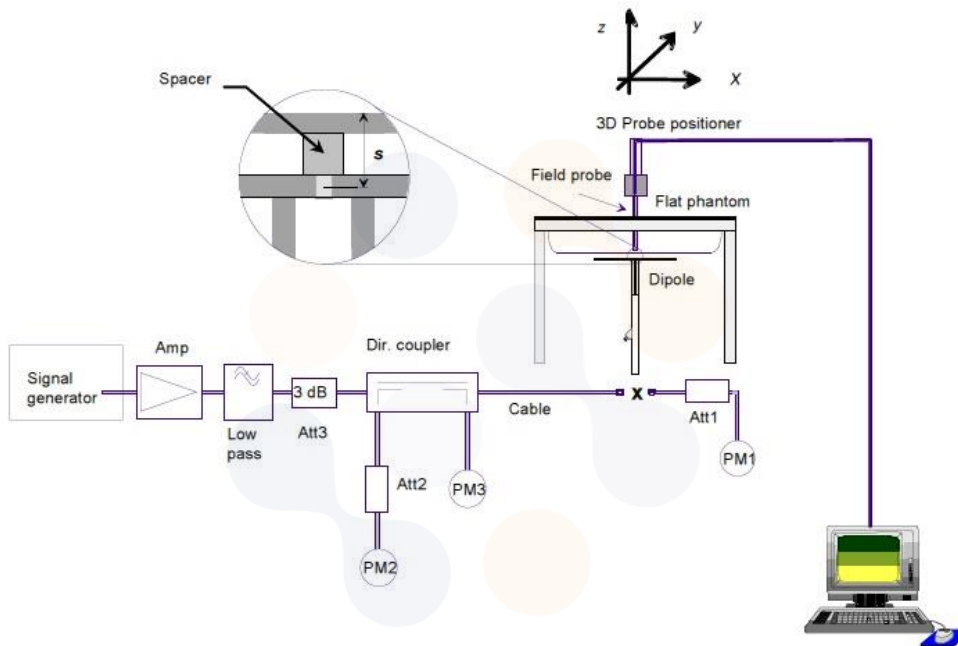 z
y
X
Spacer
s
3D Probe positioner
Field probe
Flat phantom
Dipole
Signal
generator
Amp
Low
pass
3 dB
Att3
Dir. coupler
Att2
PM2
PM3
Cable
x
Att1
PM1